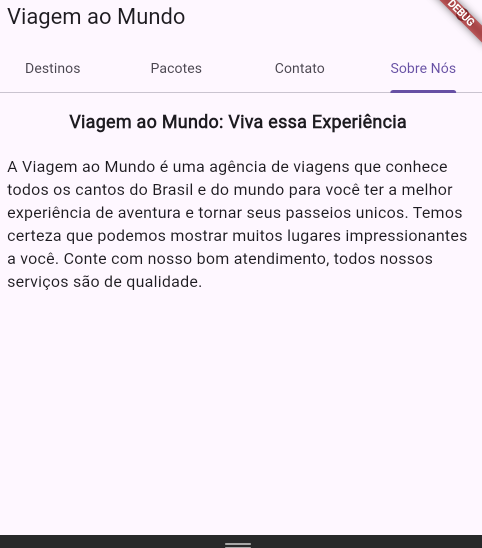 Viagem ao Mundo
DEBUG
Destinos
Pacotes
Contato
Sobre Nós
Viagem ao Mundo: Viva essa Experiência
A Viagem ao Mundo é uma agência de viagens que conhece
todos os cantos do Brasil e do mundo para você ter a melhor
experiência de aventura e tornar seus passeios unicos. Temos
certeza que podemos mostrar muitos lugares impressionantes
a você. Conte com nosso bom atendimento, todos nossos
serviços são de qualidade.